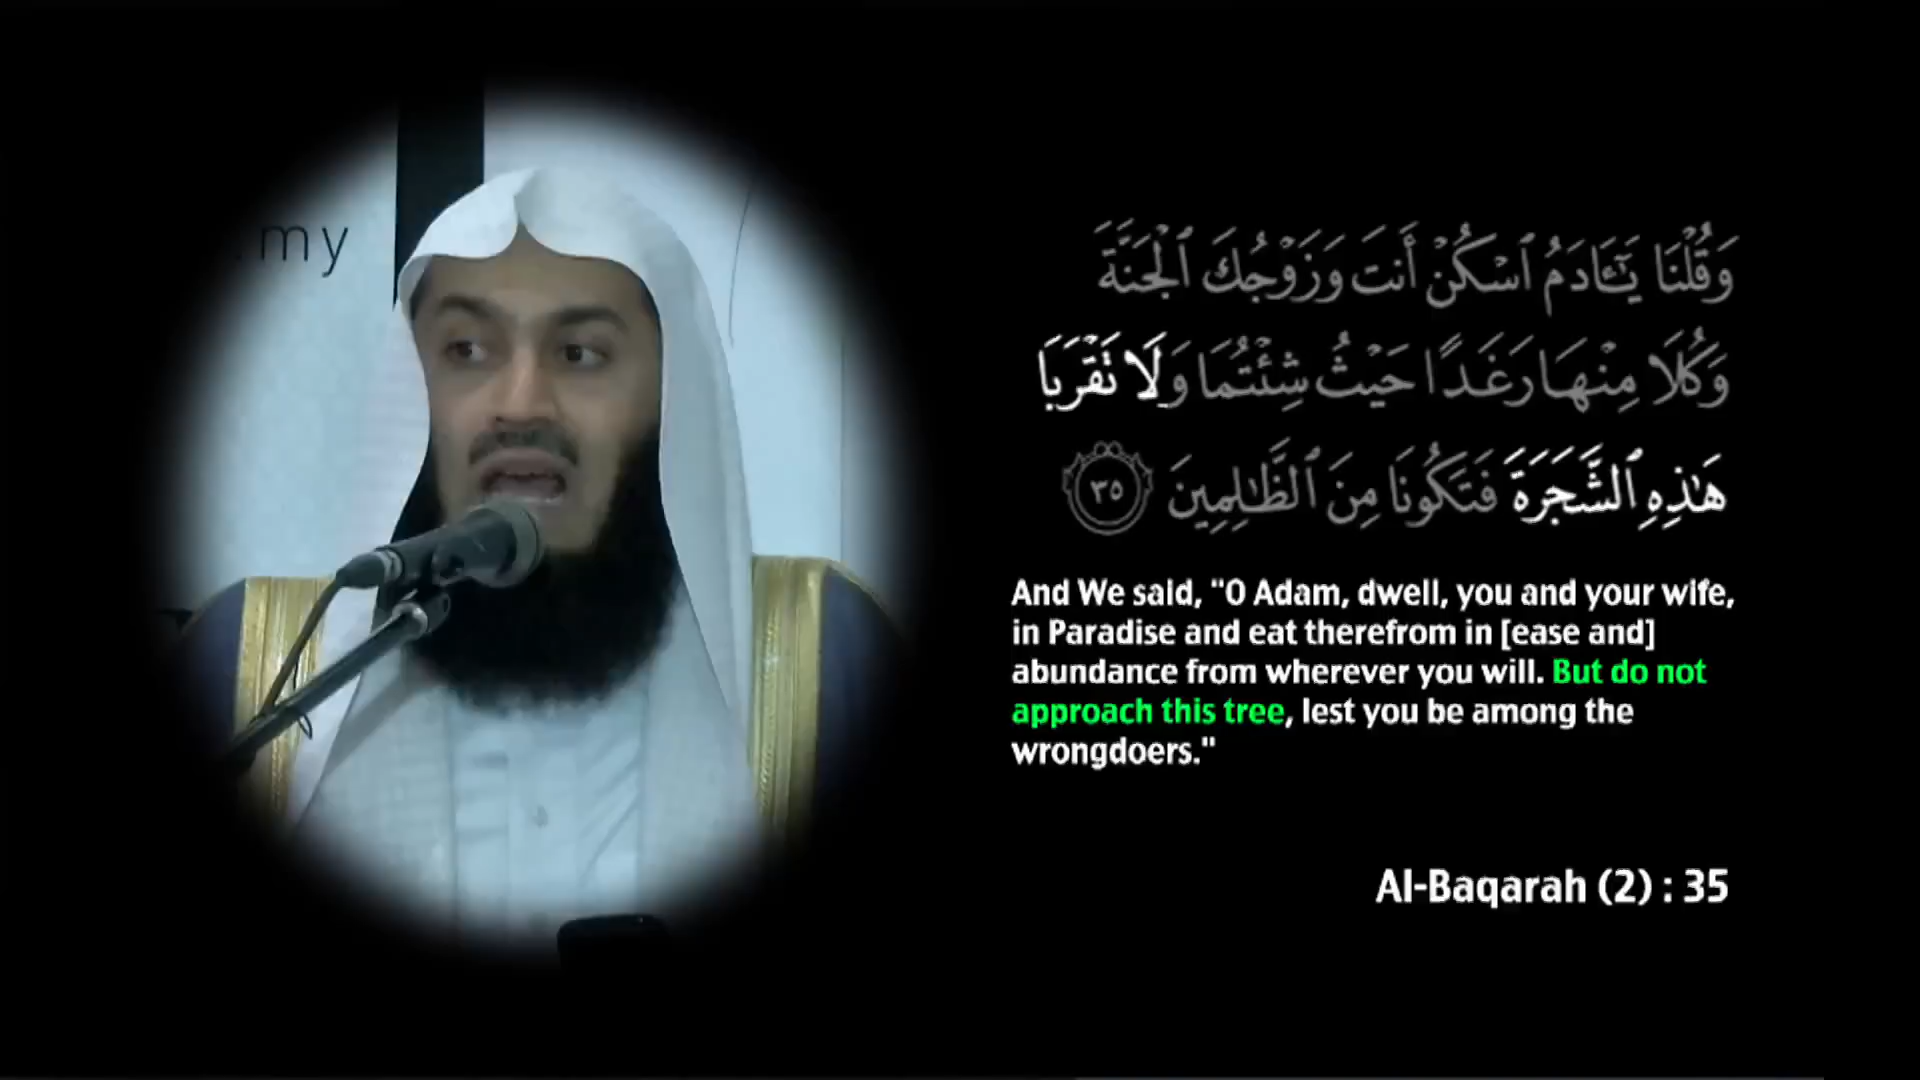 .my
وَقُلْنَا يَـٰٓـَٔادَمُ ٱسْكُنْ أَنتَ وَزَوْجُكَ ٱلْجَنَّةَ
وَكُلَا مِنْهَا رَغَدًا حَيْثُ شِئْتُمَا وَلَا تَقْرَبَا
هَـٰذِهِ ٱلشَّجَرَةَ فَتَكُونَا مِنَ ٱلظَّـٰلِمِينَ ٣٥
And We said, "O Adam, dwell, you and your wife,
in Paradise and eat therefrom in [ease and]
abundance from wherever you will. But do not
approach this tree, lest you be among the
wrongdoers."
Al-Baqarah (2) : 35